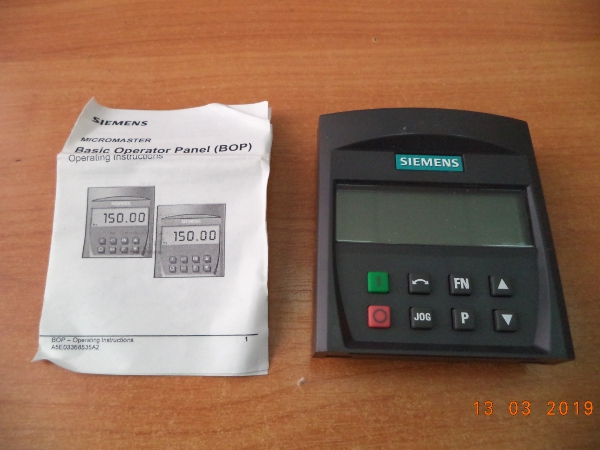 SIEMENS
MICROMASTER
Basic Operator Panel (BOP)
Operating Instructions
150.00
150.00
BOP – Operating Instructions 1
A5E03368535A2
SIEMENS
FN
JOG P
13 03 2019